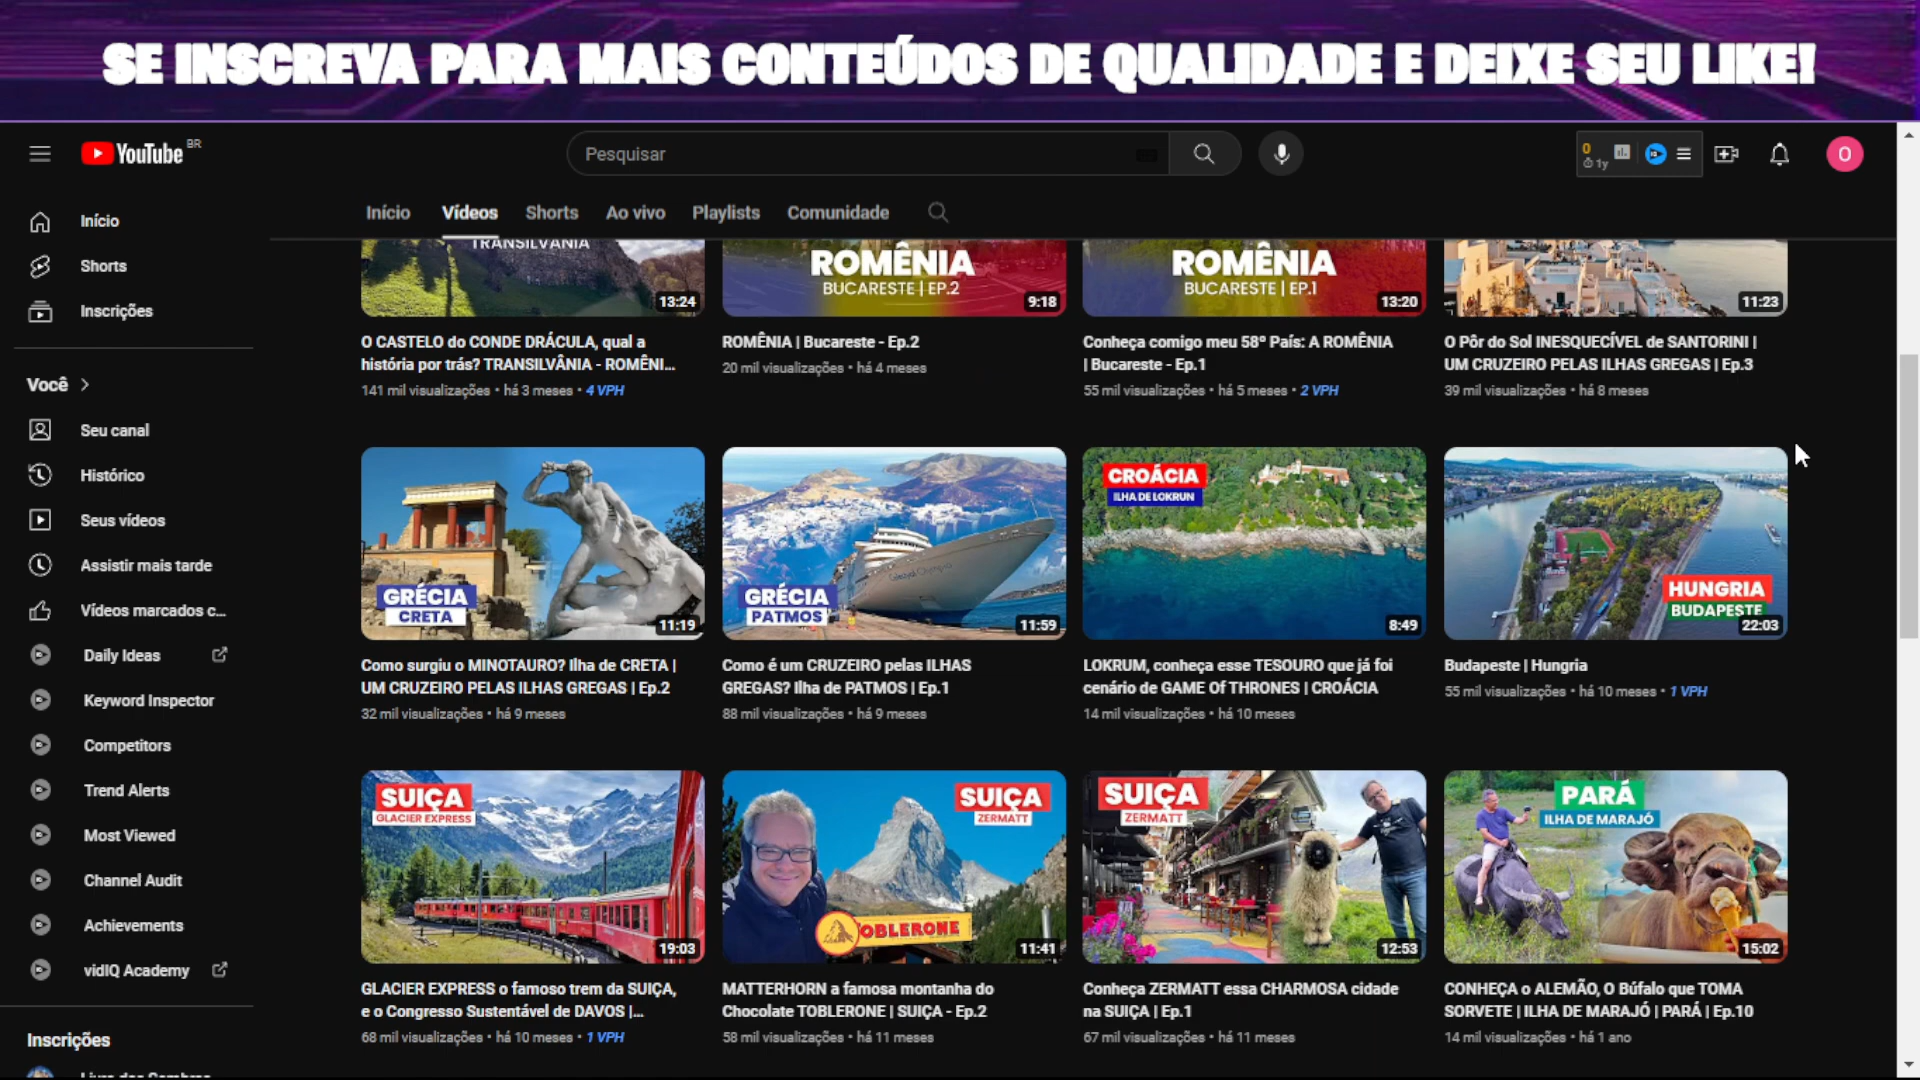 SE INSCREVA PARA MAIS CONTEÚDOS DE QUALIDADE E DEIXE SEU LIKE!
YouTube BR
Pesquisar
0
1y
O
Início
Vídeos
Shorts
Ao vivo
Playlists
Comunidade
Início
Shorts
Inscrições
Você
Seu canal
Histórico
Seus vídeos
Assistir mais tarde
Vídeos marcados c...
Daily Ideas
Keyword Inspector
Competitors
Trend Alerts
Most Viewed
Channel Audit
Achievements
vidIQ Academy
Inscrições
TRANSILVÂNIA
13:24
O CASTELO do CONDE DRÁCULA, qual a
história por trás? TRANSILVÂNIA - ROMÊNI...
141 mil visualizações • há 3 meses • 4 VPH
ROMÊNIA
BUCARESTE | EP.2
9:18
ROMÊNIA | Bucareste - Ep.2
20 mil visualizações • há 4 meses
ROMÊNIA
BUCARESTE | EP.1
13:20
Conheça comigo meu 58º País: A ROMÊNIA
| Bucareste - Ep.1
55 mil visualizações • há 5 meses • 2 VPH
11:23
O Pôr do Sol INESQUECÍVEL de SANTORINI |
UM CRUZEIRO PELAS ILHAS GREGAS | Ep.3
39 mil visualizações • há 8 meses
GRÉCIA
CRETA
11:19
Como surgiu o MINOTAURO? Ilha de CRETA |
UM CRUZEIRO PELAS ILHAS GREGAS | Ep.2
32 mil visualizações • há 9 meses
GRÉCIA
PATMOS
11:59
Como é um CRUZEIRO pelas ILHAS
GREGAS? Ilha de PATMOS | Ep.1
88 mil visualizações • há 9 meses
CROÁCIA
ILHA DE LOKRUN
8:49
LOKRUM, conheça esse TESOURO que já foi
cenário de GAME Of THRONES | CROÁCIA
14 mil visualizações • há 10 meses
HUNGRIA
BUDAPESTE
22:03
Budapeste | Hungria
55 mil visualizações • há 10 meses • 1 VPH
SUIÇA
GLACIER EXPRESS
19:03
GLACIER EXPRESS o famoso trem da SUIÇA,
e o Congresso Sustentável de DAVOS |...
68 mil visualizações • há 10 meses • 1 VPH
SUIÇA
ZERMATT
OBLERONE
11:41
MATTERHORN a famosa montanha do
Chocolate TOBLERONE | SUIÇA - Ep.2
58 mil visualizações • há 11 meses
SUIÇA
ZERMATT
12:53
Conheça ZERMATT essa CHARMOSA cidade
na SUIÇA | Ep.1
67 mil visualizações • há 11 meses
PARÁ
ILHA DE MARAJÓ
15:02
CONHEÇA o ALEMÃO, O Búfalo que TOMA
SORVETE | ILHA DE MARAJÓ | PARÁ | Ep.10
14 mil visualizações • há 1 ano